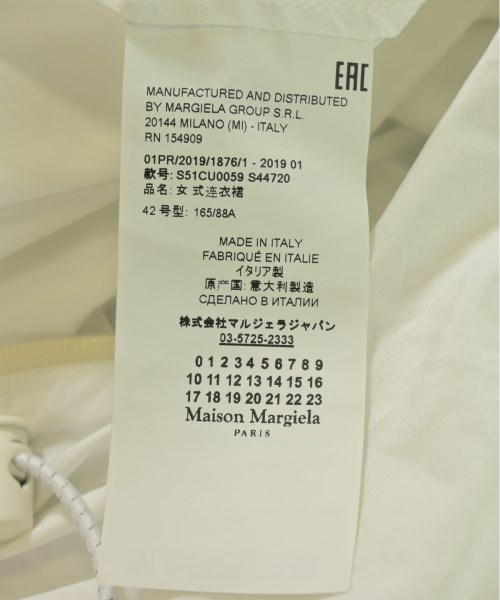 EAC
MANUFACTURED AND DISTRIBUTED
BY MARGIELA GROUP S.R.L.
20144 MILANO (MI) - ITALY
RN 154909
01PR/2019/1876/1 - 2019 01
款号: S51CU0059 S44720
品名: 女 式连衣裙
42 号型: 165/88A
MADE IN ITALY
FABRIQUÉ EN ITALIE
イタリア製
原产国: 意大利製造
СДЕЛАНО В ИТАЛИИ
株式会社マルジェラジャパン
03-5725-2333
0 1 2 3 4 5 6 7 8 9
10 11 12 13 14 15 16
17 18 19 20 21 22 23
Maison Margiela
PARIS